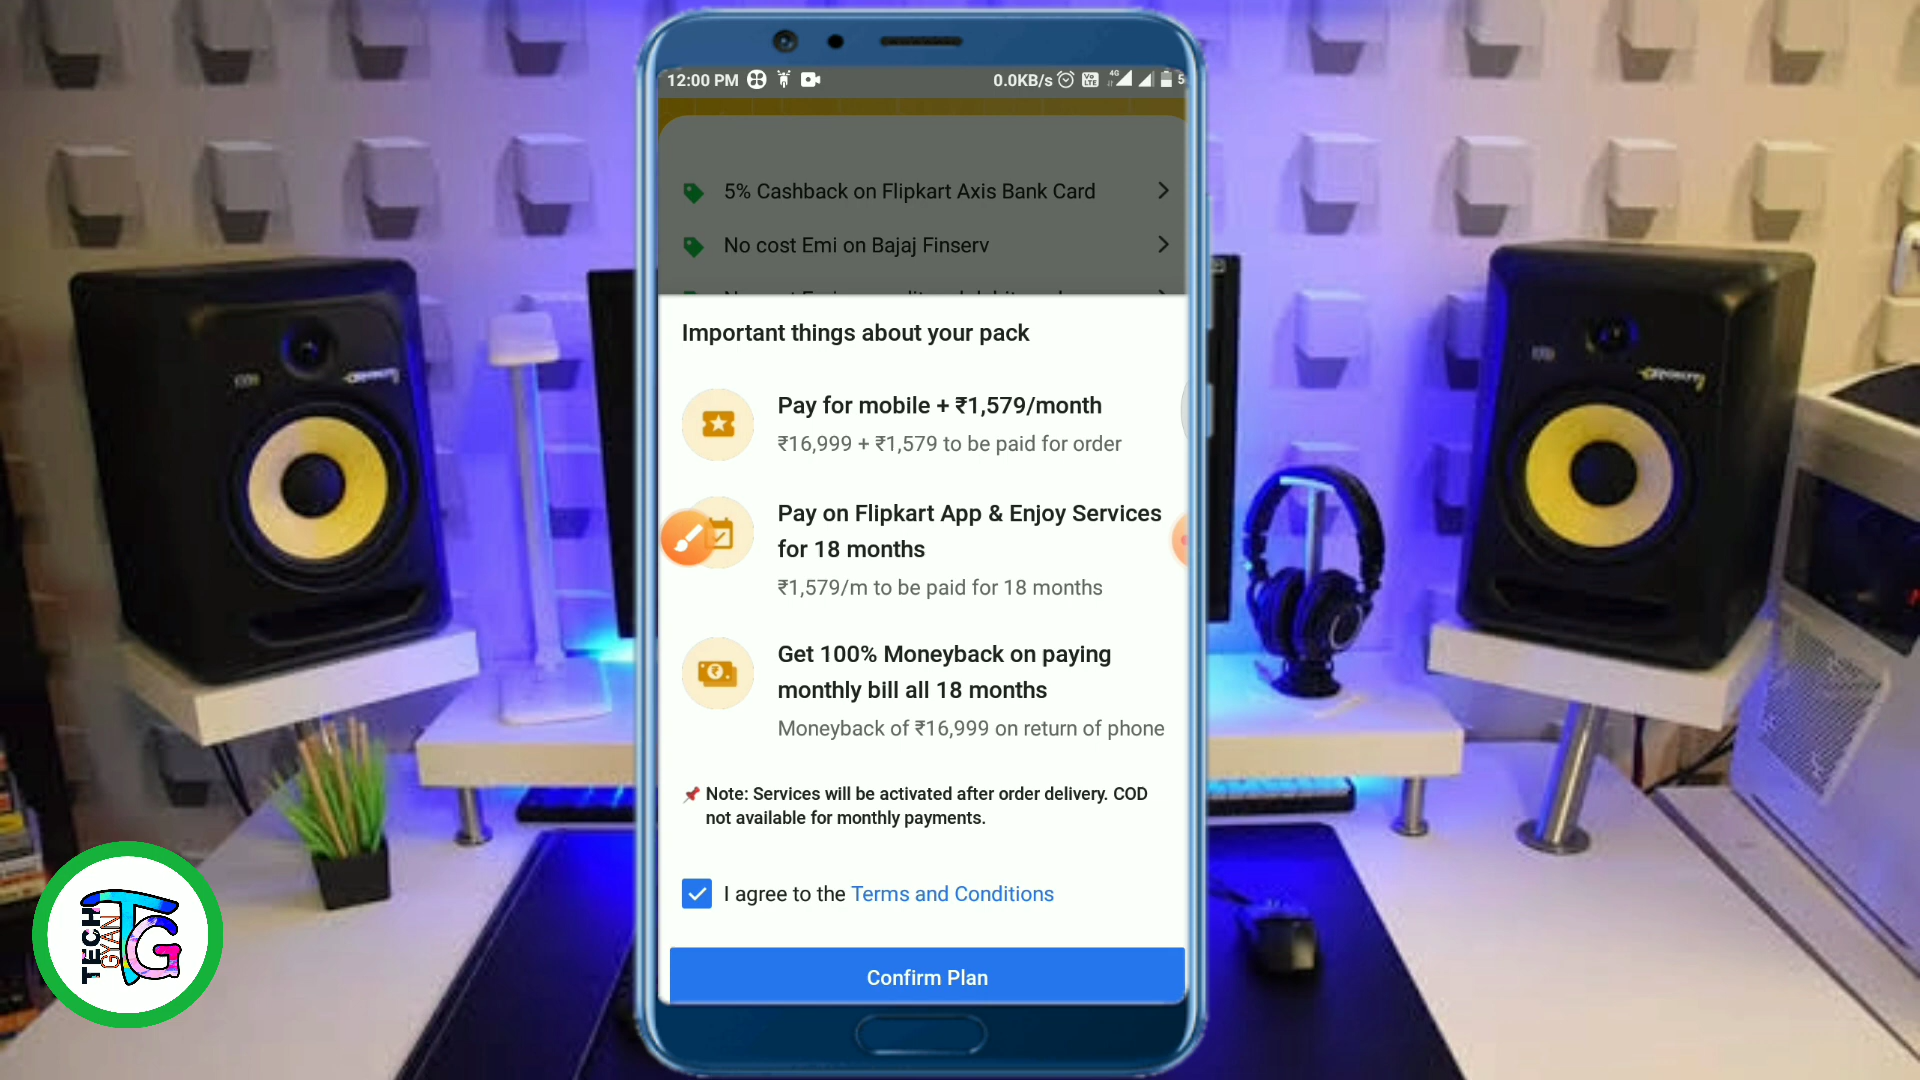 12:00 PM
0.0KB/s
4G
5
5% Cashback on Flipkart Axis Bank Card
No cost Emi on Bajaj Finserv
Important things about your pack
Pay for mobile + ₹1,579/month
₹16,999 + ₹1,579 to be paid for order
Pay on Flipkart App & Enjoy Services
for 18 months
₹1,579/m to be paid for 18 months
Get 100% Moneyback on paying
monthly bill all 18 months
Moneyback of ₹16,999 on return of phone
Note: Services will be activated after order delivery. COD
not available for monthly payments.
I agree to the Terms and Conditions
Confirm Plan
TECH
GYAN
TG